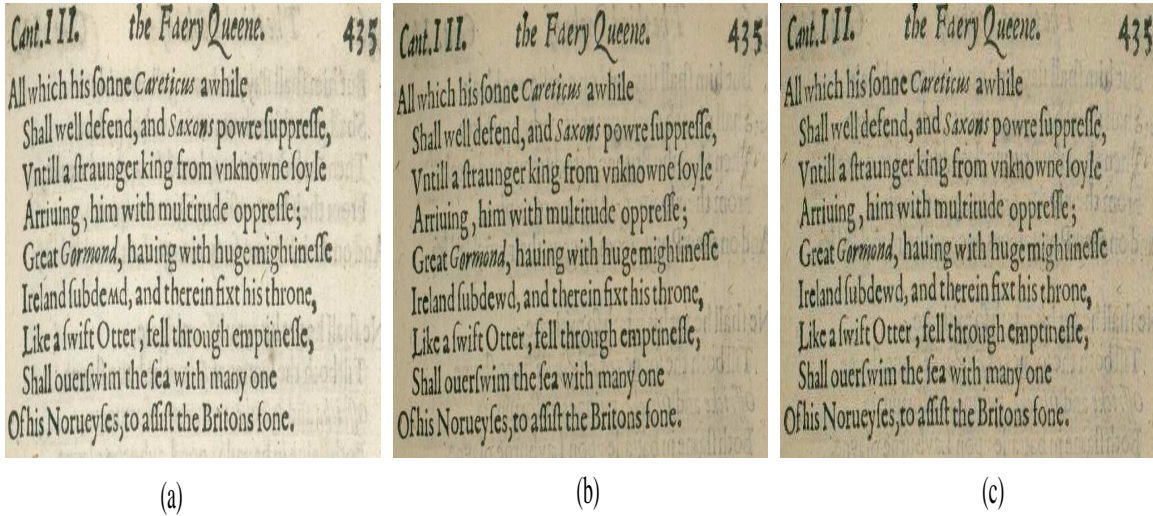 Cant.III. the Faery Queene. 435
All which his ſonne Careticus awhile
Shall well defend, and Saxons powre ſuppreſſe,
Vntill a ſtraunger king from vnknowne ſoyle
Arriuing, him with multitude oppreſſe;
Great Gormond, hauing with huge mightineſſe
Ireland ſubdewd, and therein fixt his throne,
Like a ſwift Otter, fell through emptineſſe,
Shall ouerſwim the ſea with many one
Of his Norueyſes, to aſſiſt the Britons fone.
(a)
Cant.III. the Faery Queene. 435
All which his ſonne Careticus awhile
Shall well defend, and Saxons powre ſuppreſſe,
Vntill a ſtraunger king from vnknowne ſoyle
Arriuing, him with multitude oppreſſe;
Great Gormond, hauing with huge mightineſſe
Ireland ſubdewd, and therein fixt his throne,
Like a ſwift Otter, fell through emptineſſe,
Shall ouerſwim the ſea with many one
Of his Norueyſes, to aſſiſt the Britons fone.
(b)
Cant.III. the Faery Queene. 435
All which his ſonne Careticus awhile
Shall well defend, and Saxons powre ſuppreſſe,
Vntill a ſtraunger king from vnknowne ſoyle
Arriuing, him with multitude oppreſſe;
Great Gormond, hauing with huge mightineſſe
Ireland ſubdewd, and therein fixt his throne,
Like a ſwift Otter, fell through emptineſſe,
Shall ouerſwim the ſea with many one
Of his Norueyſes, to aſſiſt the Britons fone.
(c)